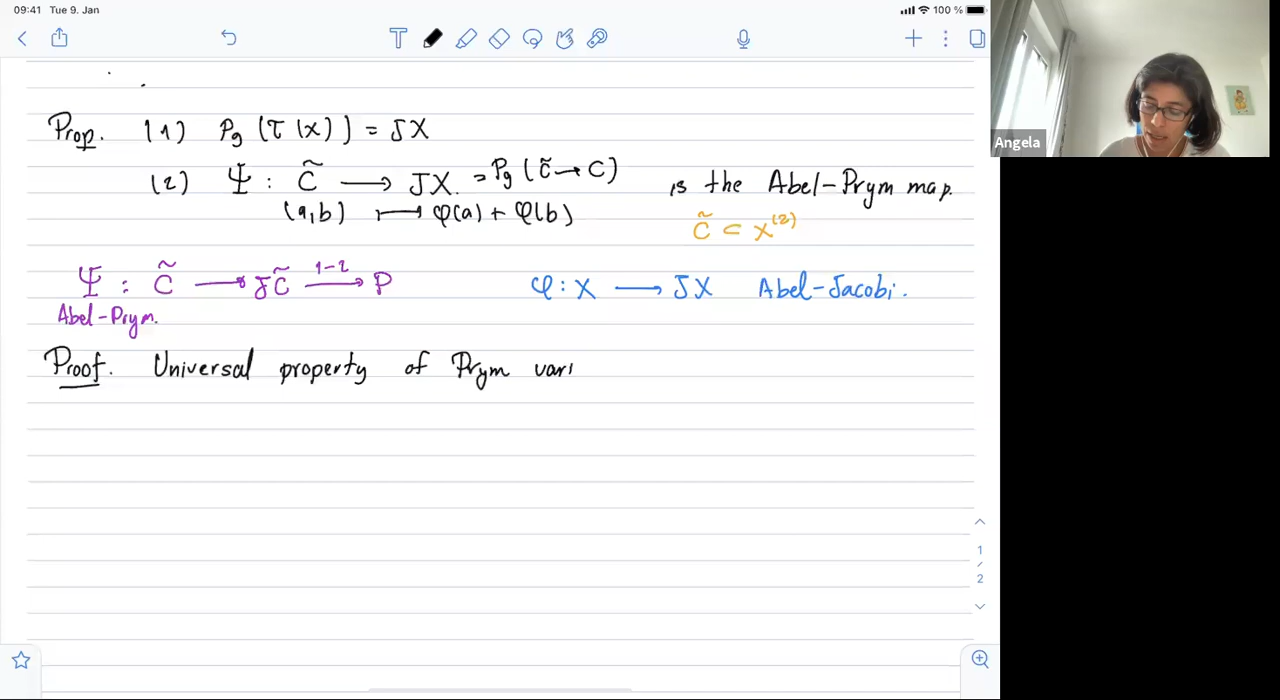 09:41 Tue 9. Jan
100 %
Angela
Prop. (1) Pg (τ(X)) = JX
(2) Ψ : C̃ → JX. = Pg (C̃ → C) is the Abel-Prym map.
(a,b) ↦ φ(a) + φ(b)
C̃ ⊂ X⁽²⁾
Ψ : C̃ → JC̃ 1-ι → P
φ : X → JX Abel-Jacobi.
Abel-Prym.
Proof. Universal property of Prym vari
1
/
2